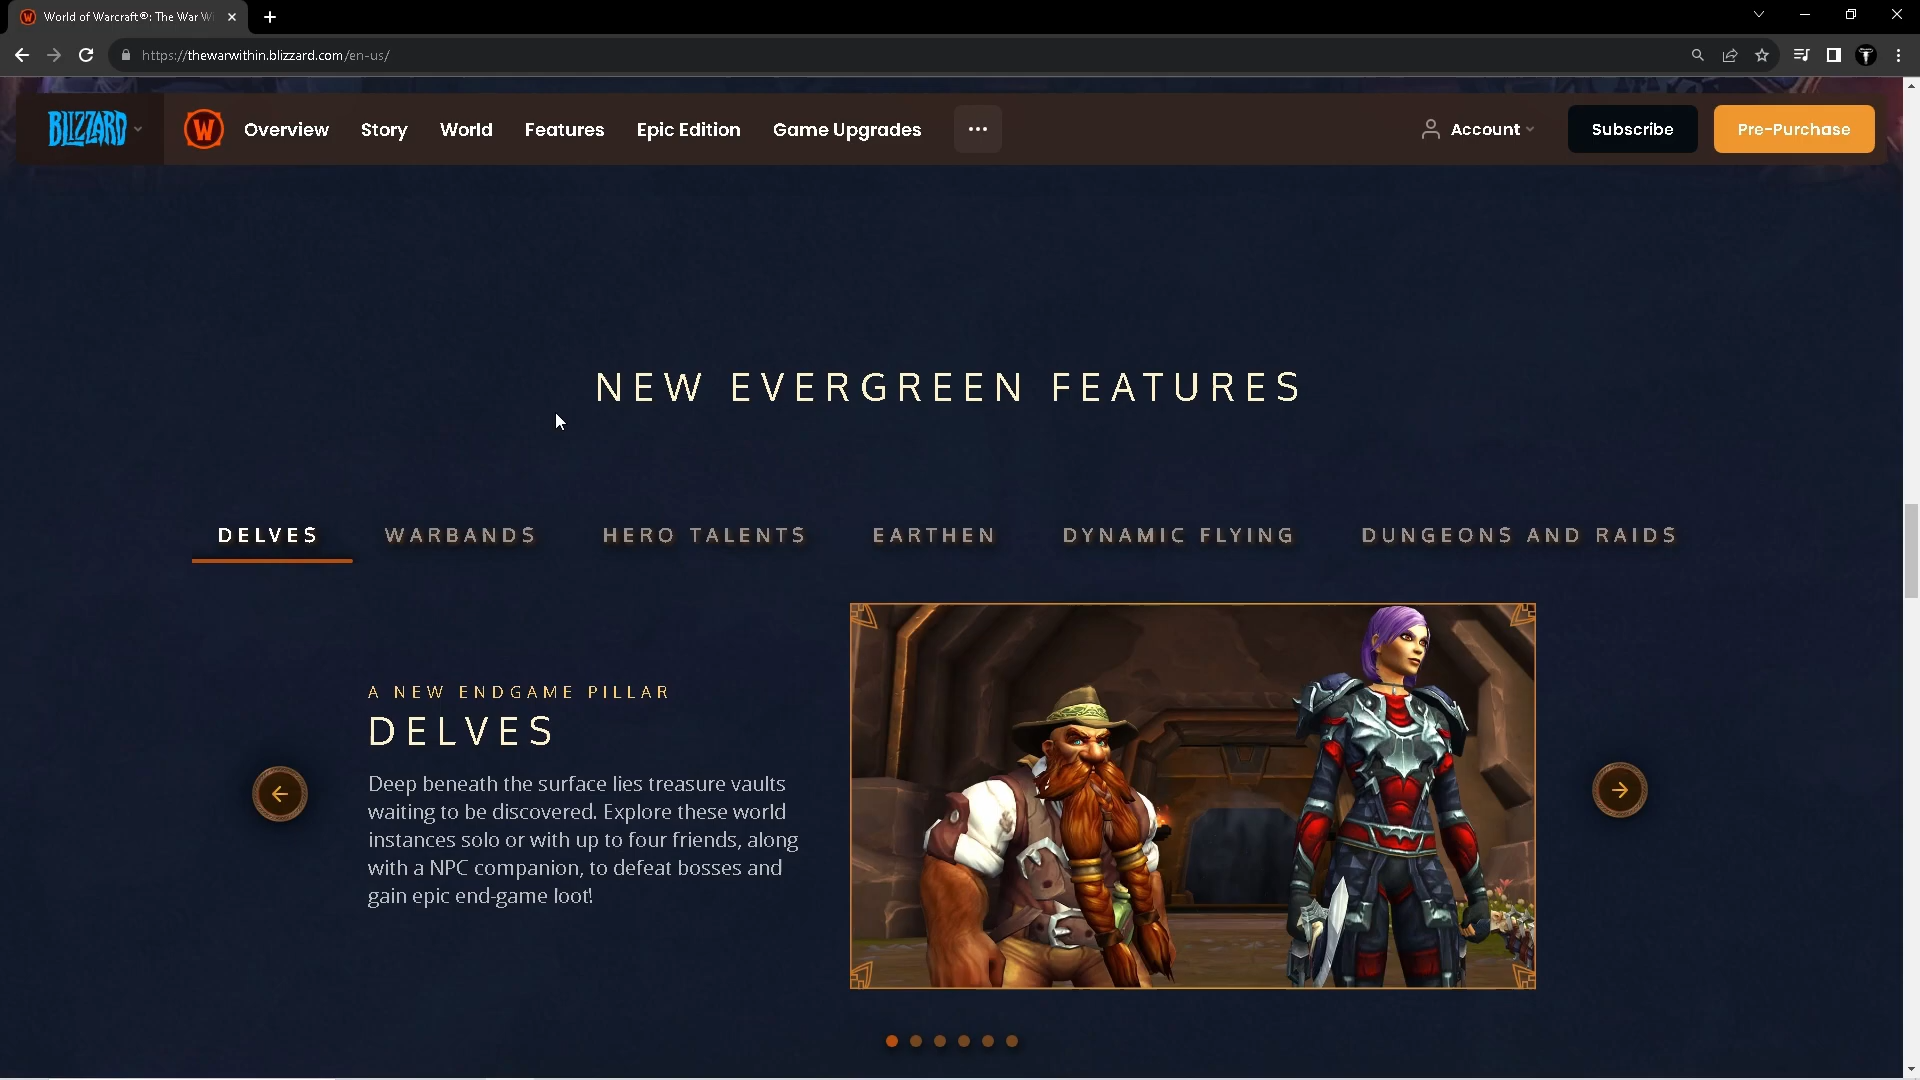 World of Warcraft®: The War Wi
https://thewarwithin.blizzard.com/en-us/
BLIZZARD
W
Overview
Story
World
Features
Epic Edition
Game Upgrades
Account
Subscribe
Pre-Purchase
NEW EVERGREEN FEATURES
DELVES
WARBANDS
HERO TALENTS
EARTHEN
DYNAMIC FLYING
DUNGEONS AND RAIDS
A NEW ENDGAME PILLAR
DELVES
Deep beneath the surface lies treasure vaults
waiting to be discovered. Explore these world
instances solo or with up to four friends, along
with a NPC companion, to defeat bosses and
gain epic end-game loot!